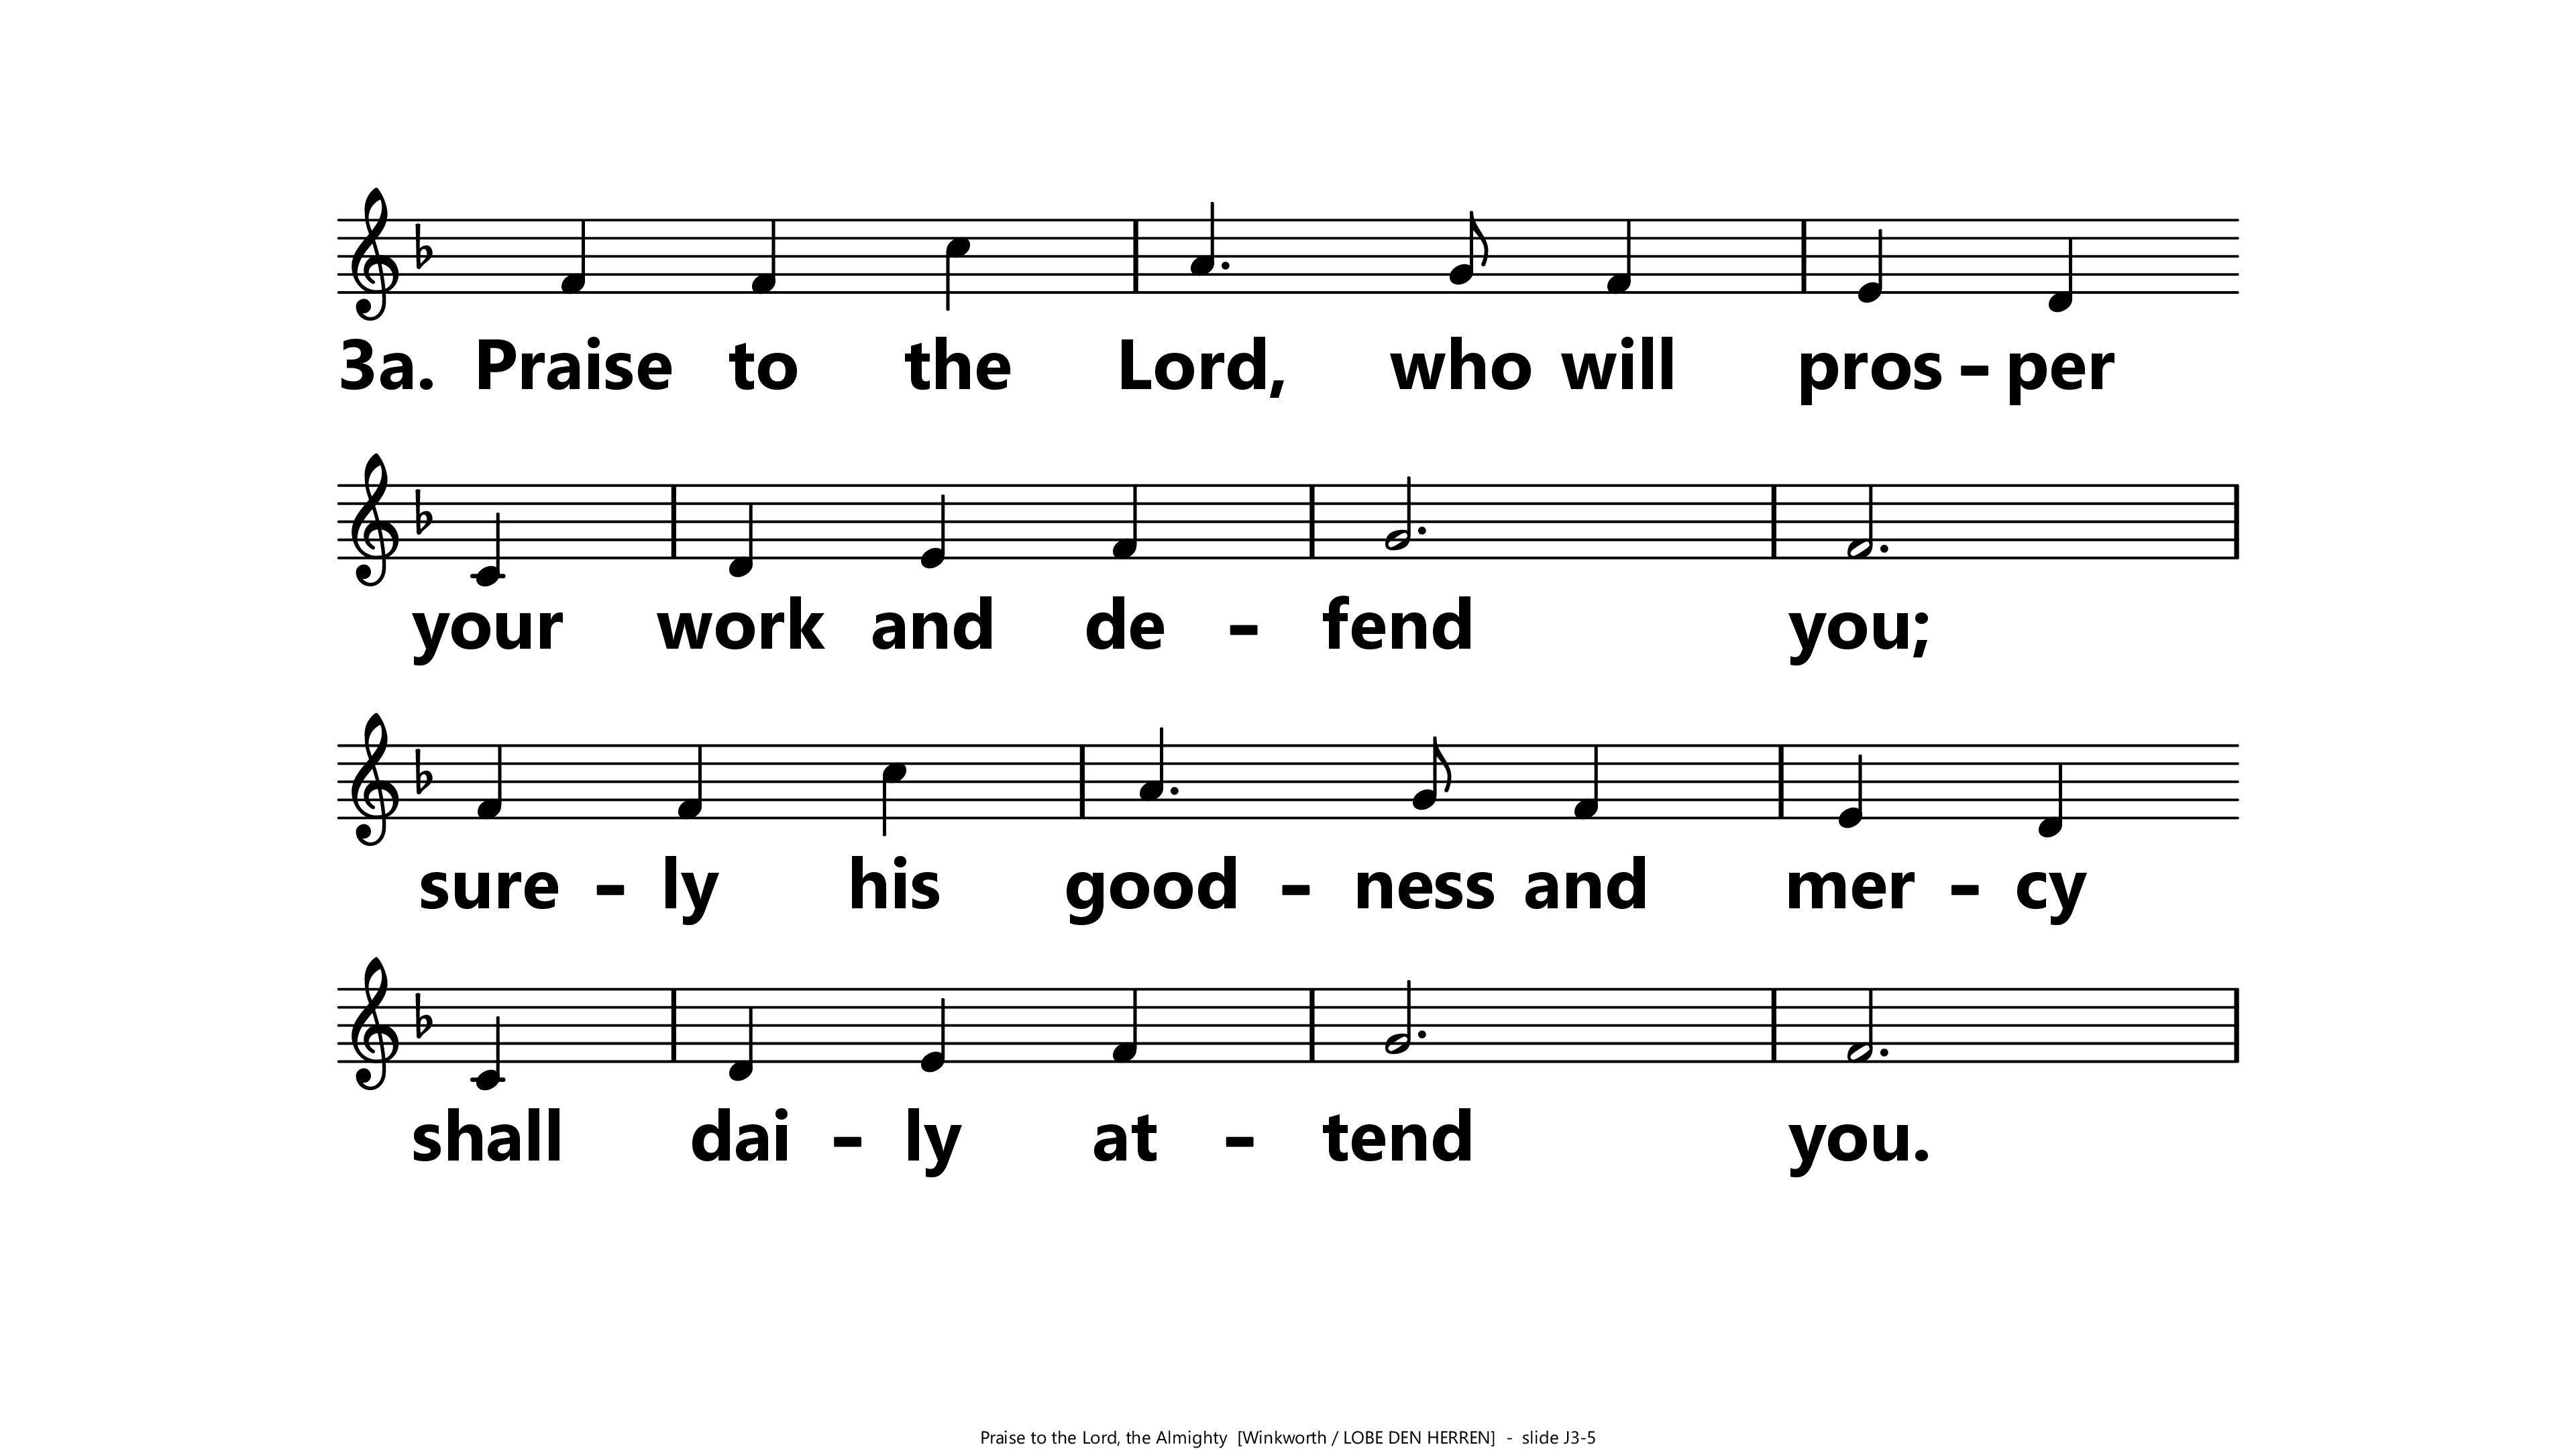 3a. Praise to the Lord, who will pros - per
your work and de - fend you;
sure - ly his good - ness and mer - cy
shall dai - ly at - tend you.
Praise to the Lord, the Almighty [Winkworth / LOBE DEN HERREN] - slide J3-5